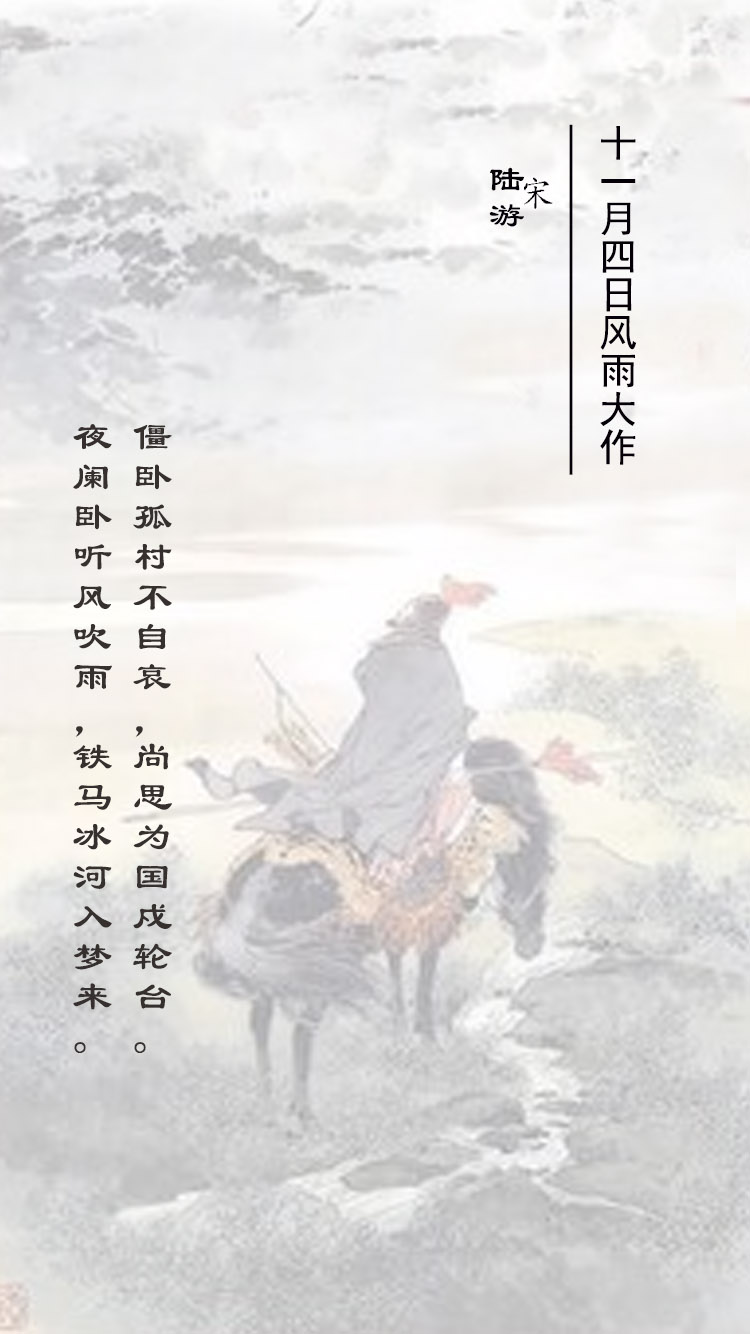 十一月四日风雨大作
宋
陆游
僵卧孤村不自哀，尚思为国戍轮台。
夜阑卧听风吹雨，铁马冰河入梦来。